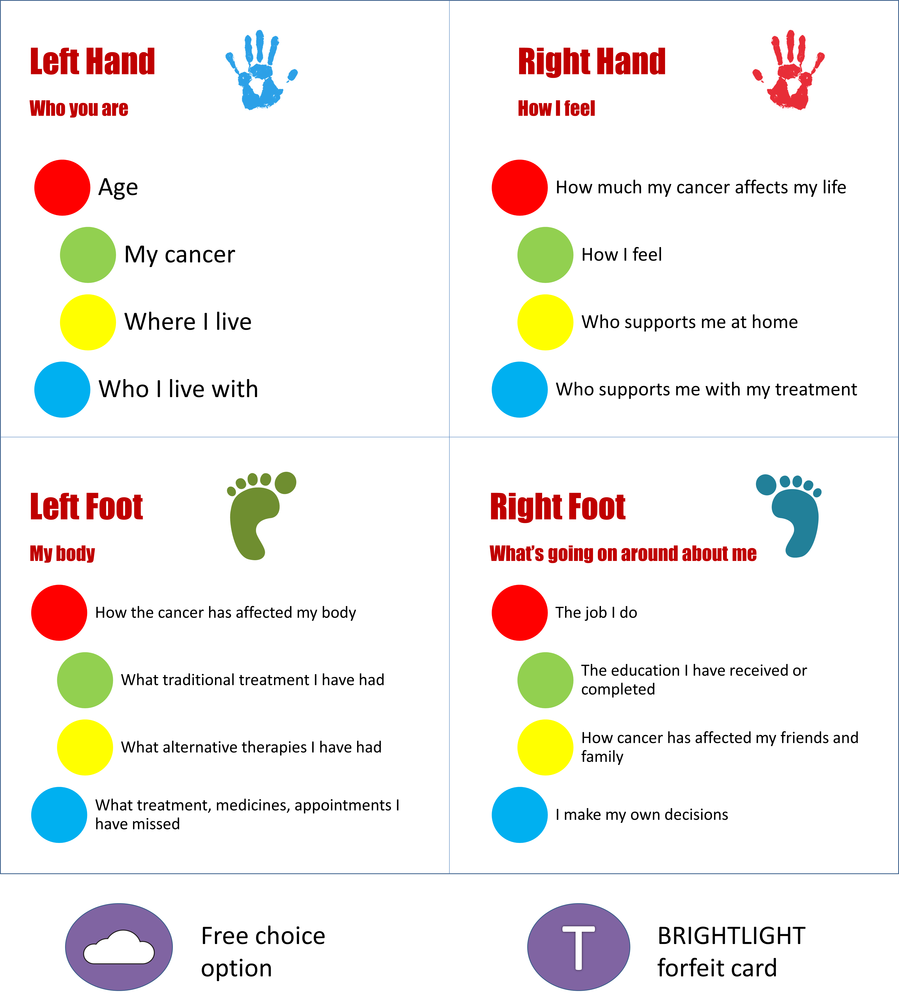 Left Hand
Who you are
Age
My cancer
Where I live
Who I live with
Right Hand
How I feel
How much my cancer affects my life
How I feel
Who supports me at home
Who supports me with my treatment
Left Foot
My body
How the cancer has affected my body
What traditional treatment I have had
What alternative therapies I have had
What treatment, medicines, appointments I
have missed
Right Foot
What's going on around about me
The job I do
The education I have received or
completed
How cancer has affected my friends and
family
I make my own decisions
Free choice
option
T
BRIGHTLIGHT
forfeit card